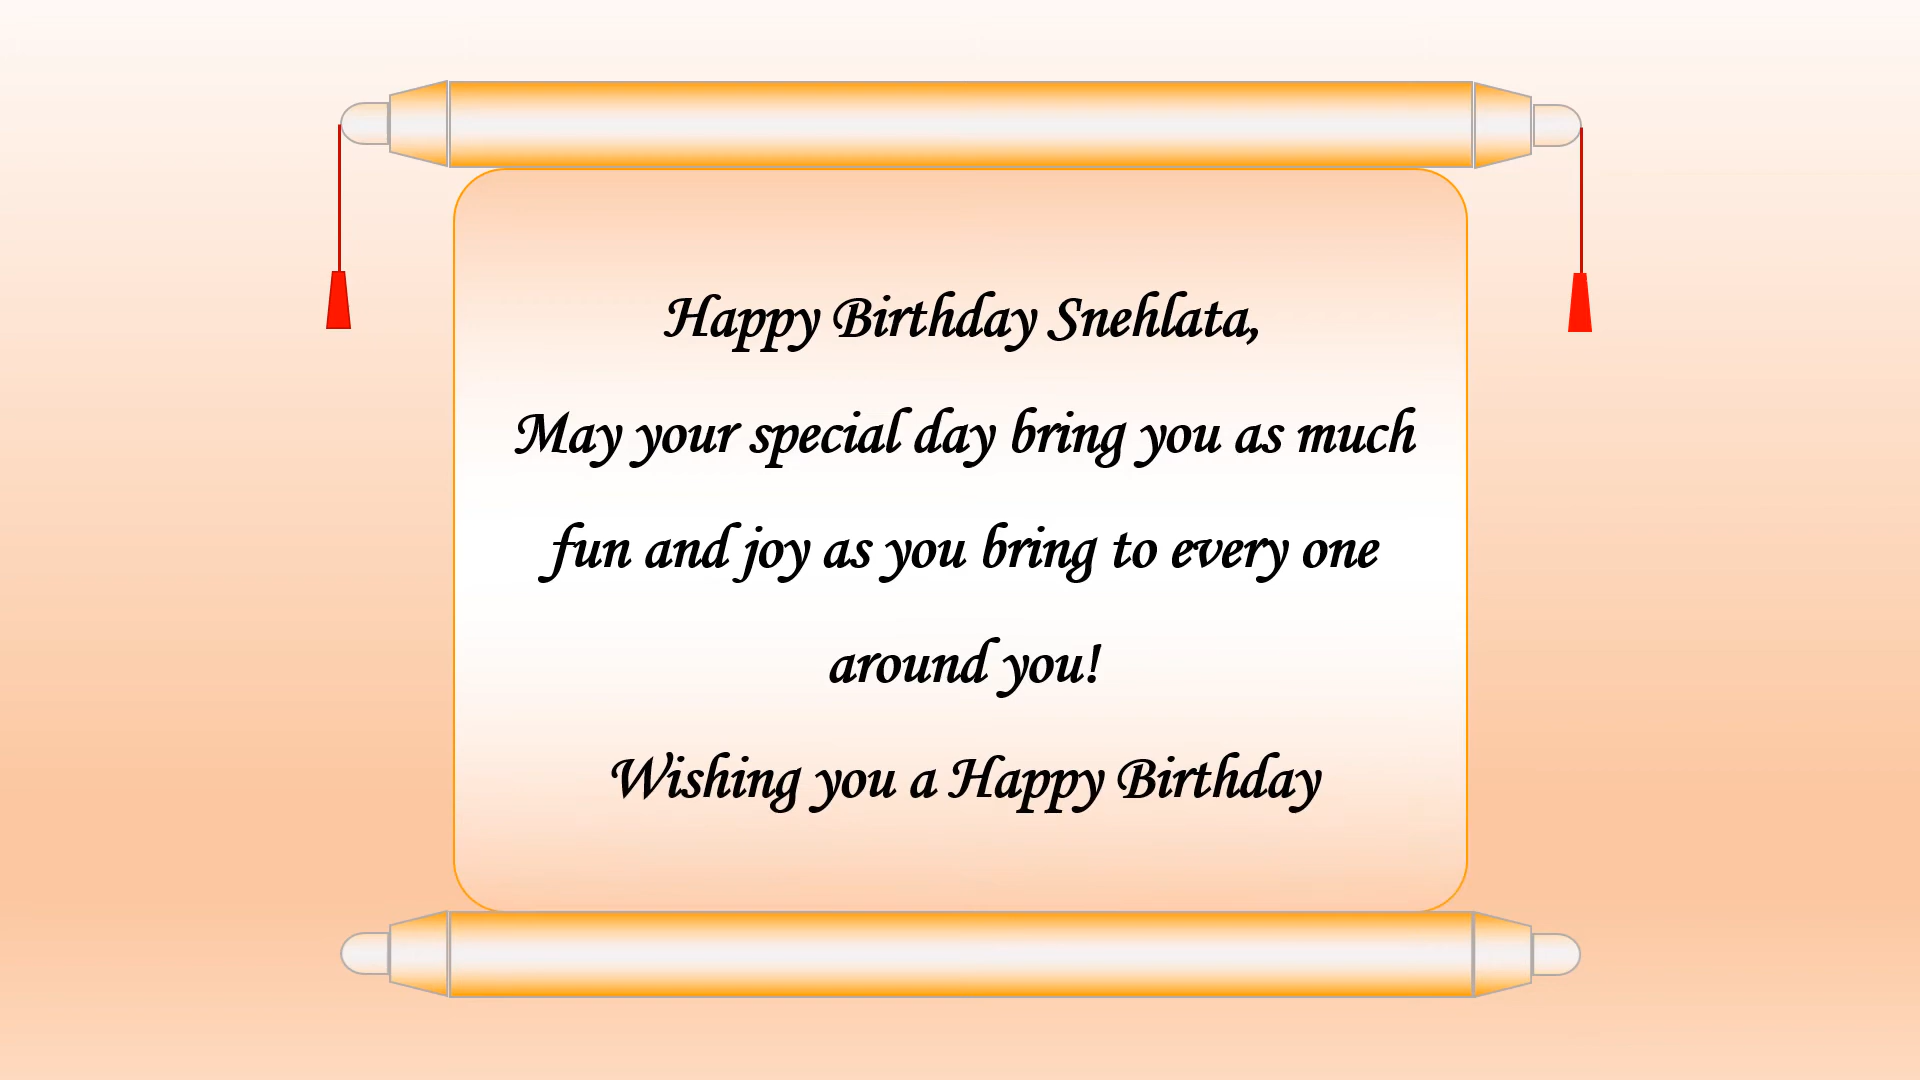 Happy Birthday Snehlata,
May your special day bring you as much
fun and joy as you bring to every one
around you!
Wishing you a Happy Birthday